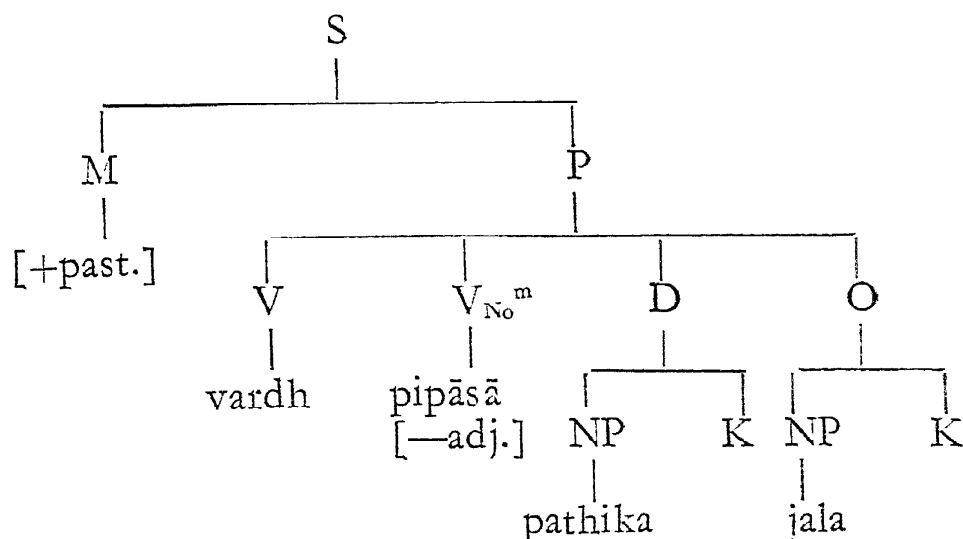 S
M P
[+past.]
V V_No^m D O
vardh pipāsā
[—adj.] NP K NP K
pathika jala